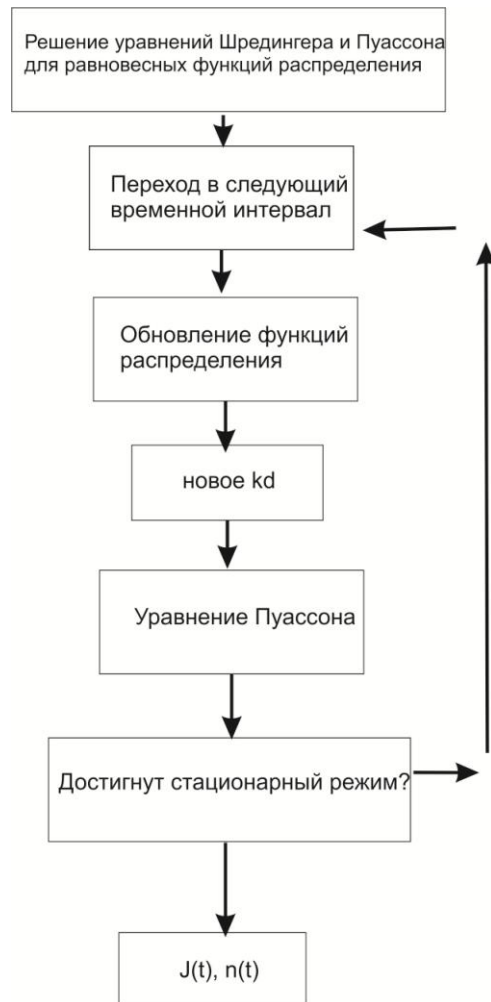 Решение уравнений Шредингера и Пуассона
для равновесных функций распределения
Переход в следующий
временной интервал
Обновление функций
распределения
новое kd
Уравнение Пуассона
Достигнут стационарный режим?
J(t), n(t)